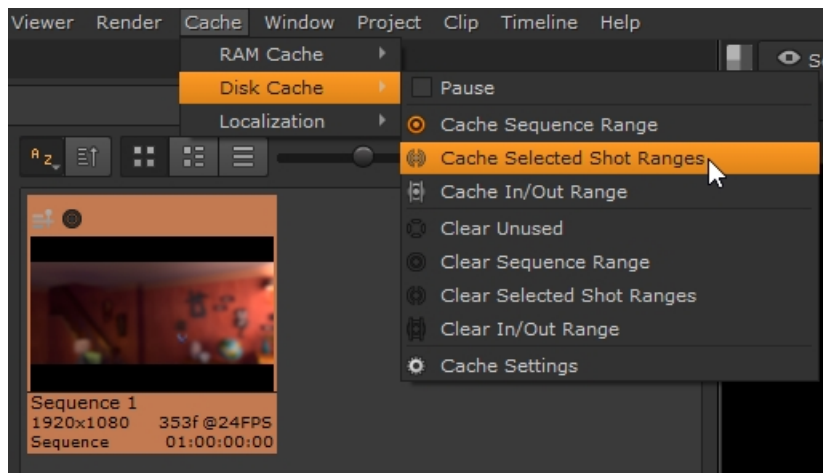 Viewer Render Cache Window Project Clip Timeline Help
RAM Cache
Disk Cache
Localization
Pause
Cache Sequence Range
Cache Selected Shot Ranges
Cache In/Out Range
Clear Unused
Clear Sequence Range
Clear Selected Shot Ranges
Clear In/Out Range
Cache Settings
A z
Sequence 1
1920x1080 353f @24FPS
Sequence 01:00:00:00